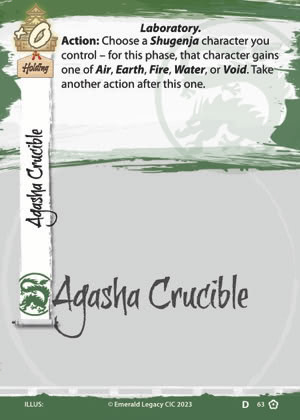 +0
Holding
Laboratory.
Action: Choose a Shugenja character you
control – for this phase, that character gains
one of Air, Earth, Fire, Water, or Void. Take
another action after this one.
Agasha Crucible
Agasha Crucible
ILLUS:
© Emerald Legacy CIC 2023
D 63